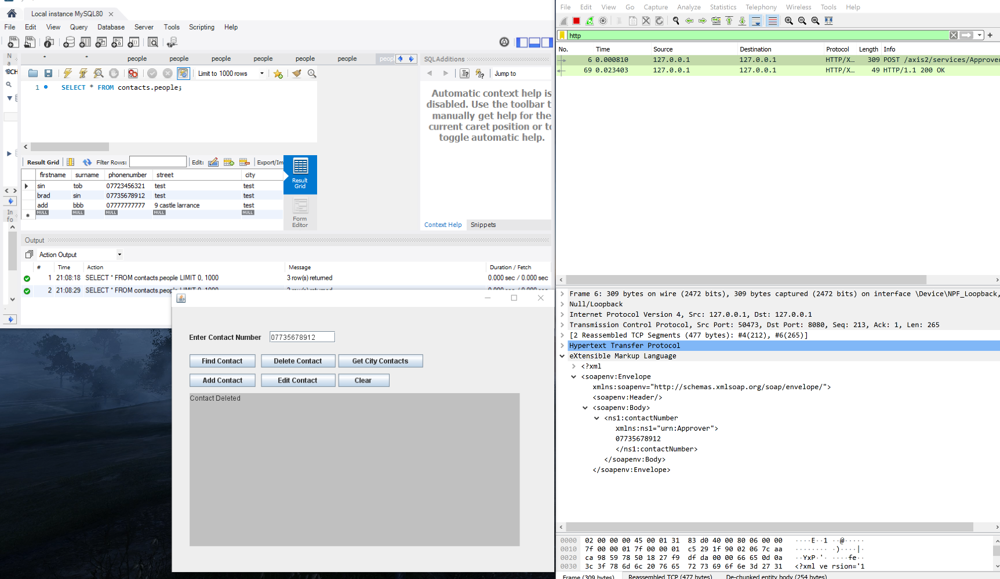 Local instance MySQL80
File Edit View Query Database Server Tools Scripting Help
people people people people people people
Limit to 1000 rows
1 SELECT * FROM contacts.people;
SQLAdditions
Jump to
Automatic context help is
disabled. Use the toolbar
manually get help for the
current caret position or
toggle automatic help.
Result Grid Filter Rows: Edit:
firstname surname phonenumber street city
sin tob 07723456321 test test
brad sin 07735678912 test test
add bbb 07777777777 9 castle larrance test
NULL NULL NULL NULL NULL
Result
Grid
Form
Editor
Context Help Snippets
Output
Action Output
# Time Action Message Duration / Fetch
1 21:08:18 SELECT * FROM contacts.people LIMIT 0, 1000 3 row(s) returned 0.000 sec / 0.000 sec
2 21:08:29 SELECT * FROM contacts.people LIMIT 0, 1000
Enter Contact Number 07735678912
Find Contact Delete Contact Get City Contacts
Add Contact Edit Contact Clear
Contact Deleted
File Edit View Go Capture Analyze Statistics Telephony Wireless Tools Help
http
No. Time Source Destination Protocol Length Info
6 0.000810 127.0.0.1 127.0.0.1 HTTP/X… 309 POST /axis2/services/Approver
69 0.023403 127.0.0.1 127.0.0.1 HTTP/X… 49 HTTP/1.1 200 OK
Frame 6: 309 bytes on wire (2472 bits), 309 bytes captured (2472 bits) on interface \Device\NPF_Loopback,
Null/Loopback
Internet Protocol Version 4, Src: 127.0.0.1, Dst: 127.0.0.1
Transmission Control Protocol, Src Port: 50473, Dst Port: 8080, Seq: 213, Ack: 1, Len: 265
[2 Reassembled TCP Segments (477 bytes): #4(212), #6(265)]
Hypertext Transfer Protocol
eXtensible Markup Language
<?xml
<soapenv:Envelope
xmlns:soapenv="http://schemas.xmlsoap.org/soap/envelope/">
<soapenv:Header/>
<soapenv:Body>
<ns1:contactNumber
xmlns:ns1="urn:Approver">
07735678912
</ns1:contactNumber>
</soapenv:Body>
</soapenv:Envelope>
0000 02 00 00 00 45 00 01 31 83 d0 40 00 80 06 00 00 ····E··1 ··@·····
0010 7f 00 00 01 7f 00 00 01 c5 29 1f 90 02 06 7c aa ········ ·)····|·
0020 ca 98 59 78 50 18 27 f9 df da 00 00 66 65 0d 0a ··YxP·'· ····fe··
0030 3c 3f 78 6d 6c 20 76 65 72 73 69 6f 6e 3d 27 31 <?xml ve rsion='1
Frame (309 bytes) Reassembled TCP (477 bytes) De-chunked entity body (254 bytes)